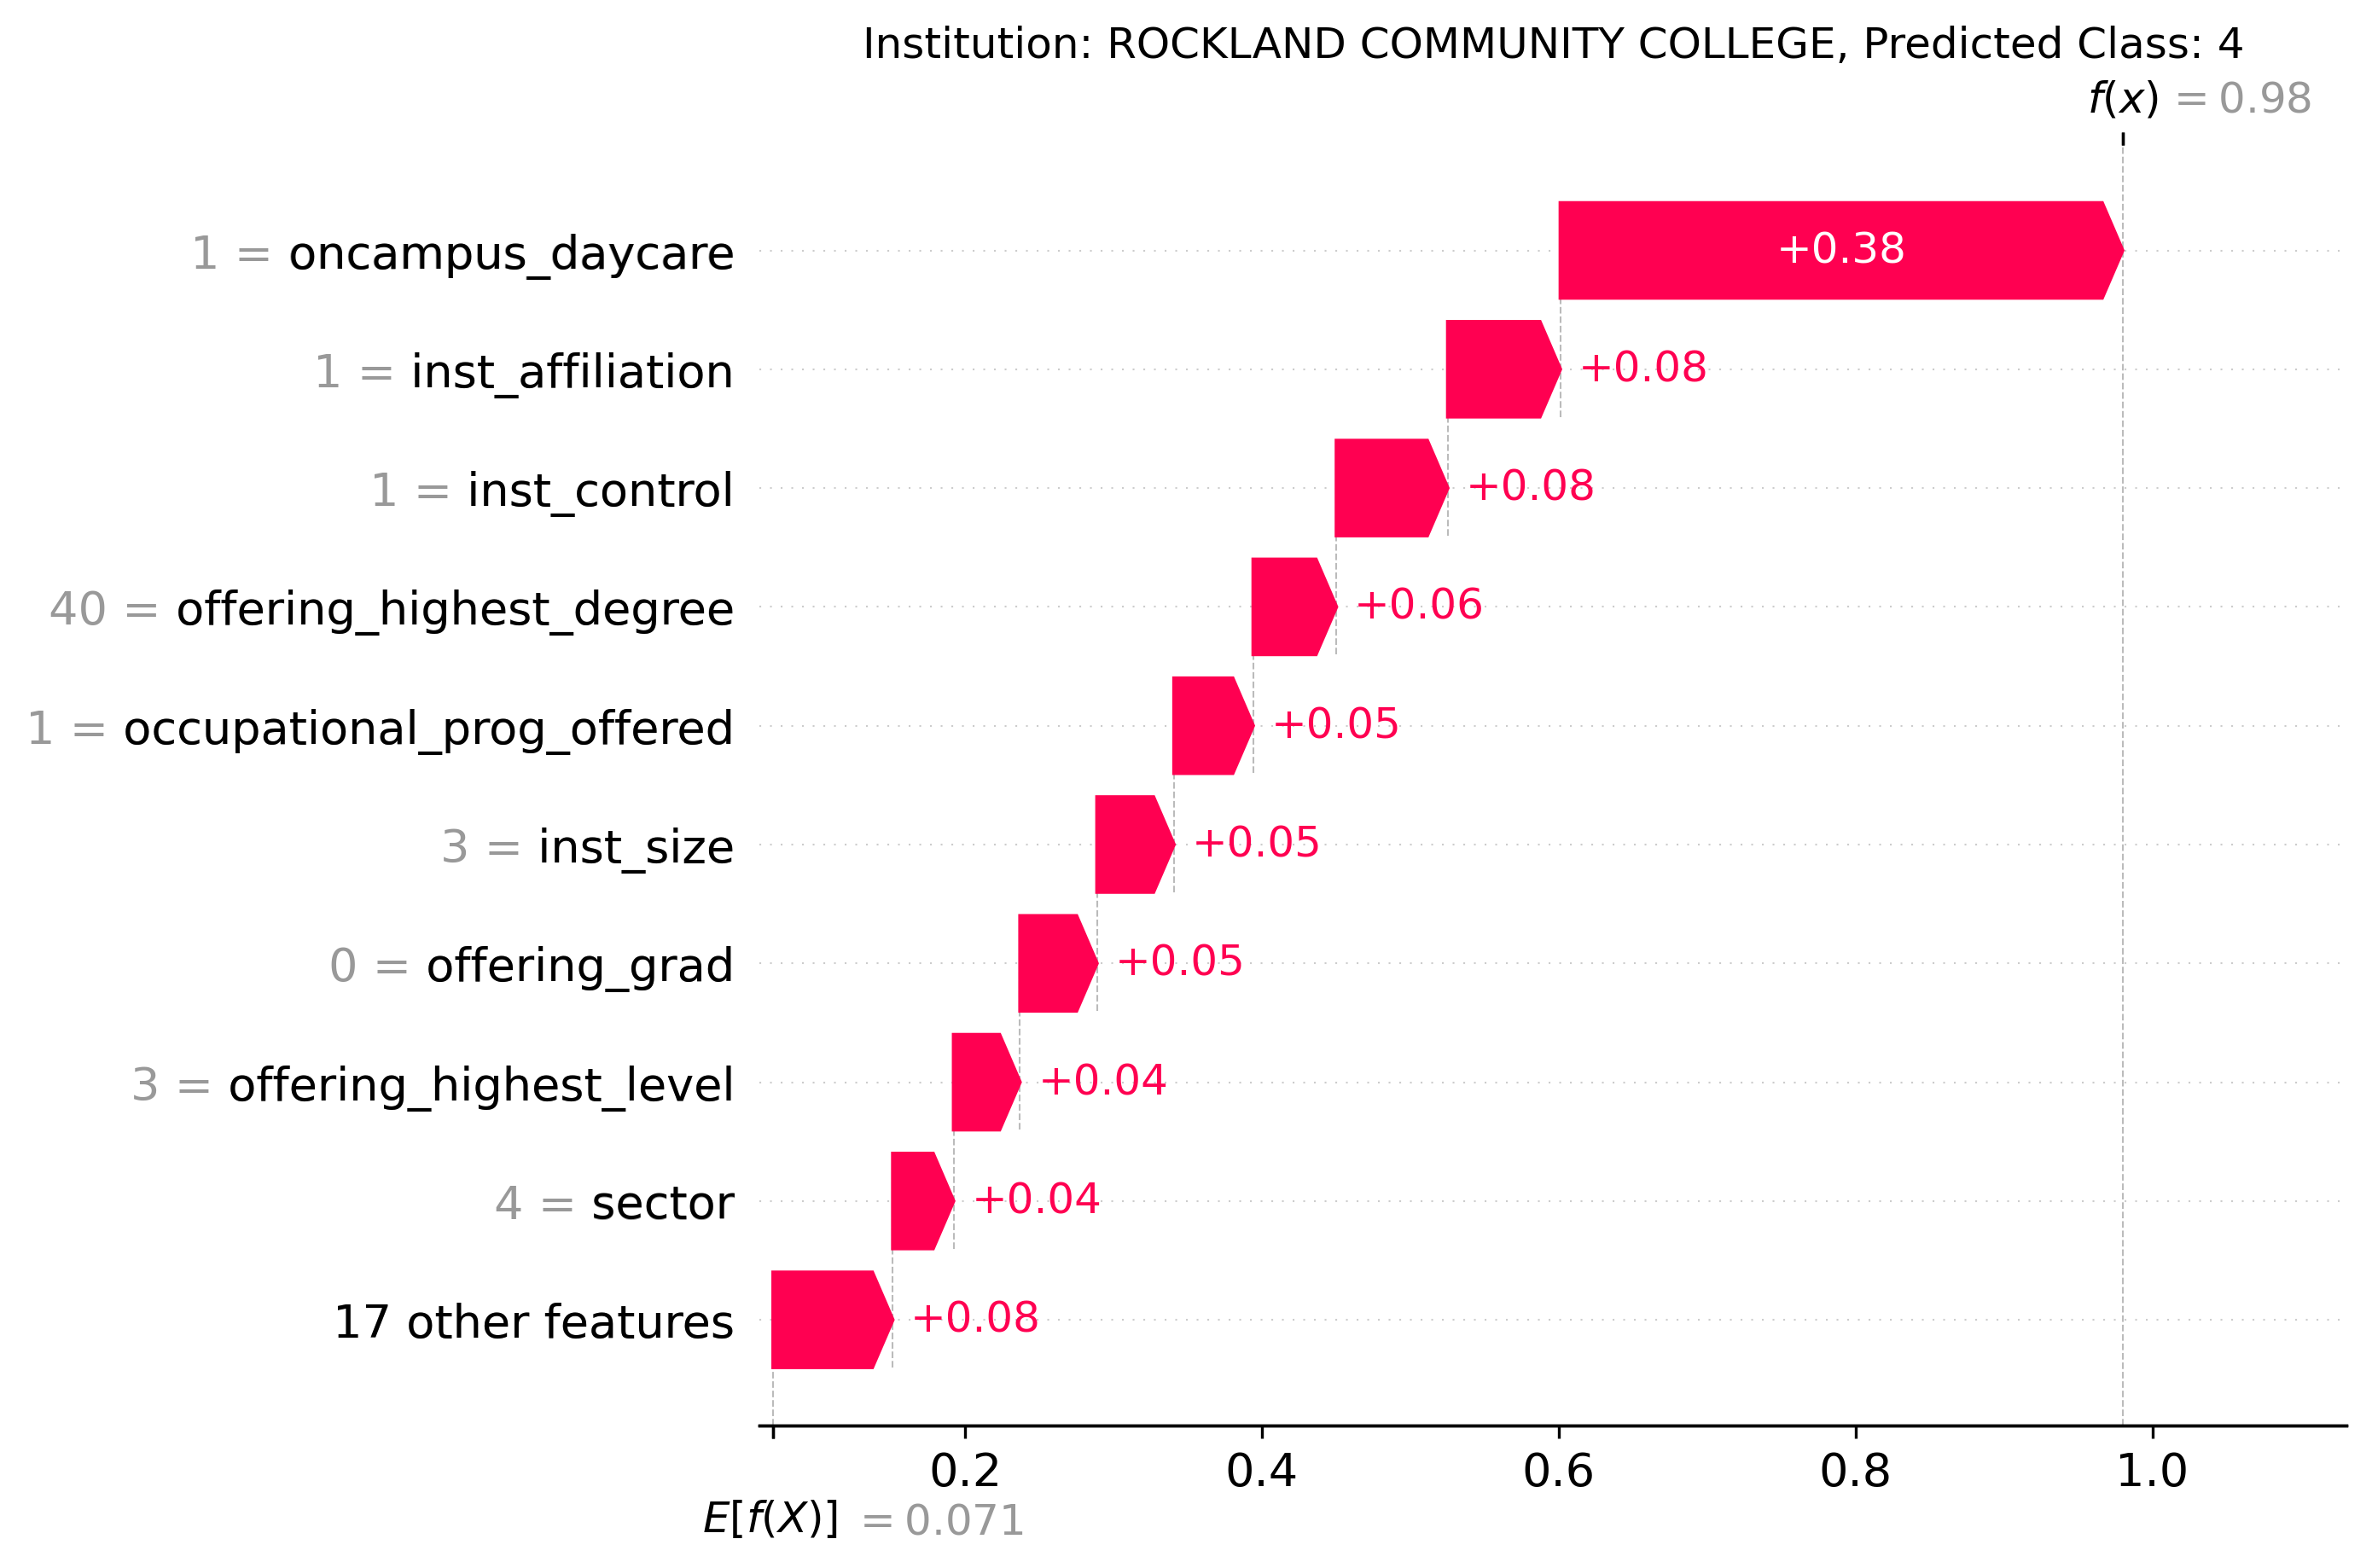 Institution: ROCKLAND COMMUNITY COLLEGE, Predicted Class: 4
f(x) = 0.98
1 = oncampus_daycare +0.38
1 = inst_affiliation +0.08
1 = inst_control +0.08
40 = offering_highest_degree +0.06
1 = occupational_prog_offered +0.05
3 = inst_size +0.05
0 = offering_grad +0.05
3 = offering_highest_level +0.04
4 = sector +0.04
17 other features +0.08
0.2 0.4 0.6 0.8 1.0
E[f(X)] = 0.071